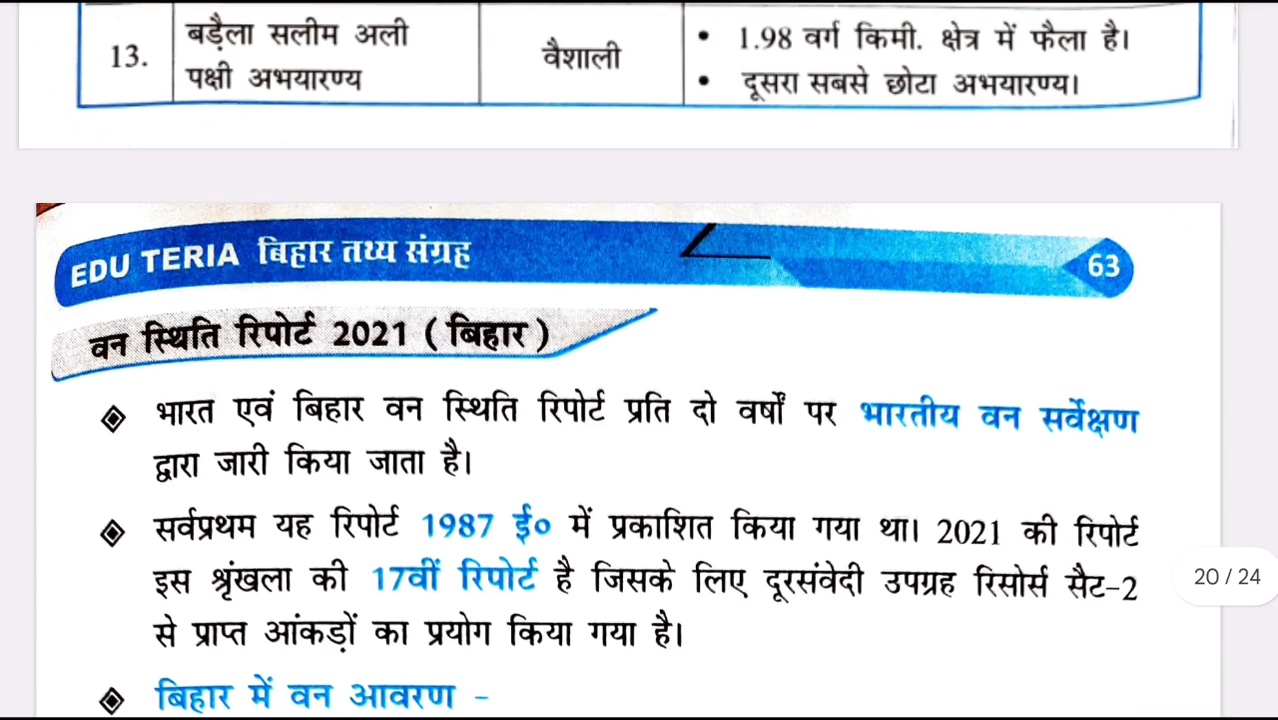 13.
बड़ैला सलीम अली
पक्षी अभयारण्य
वैशाली
• 1.98 वर्ग किमी. क्षेत्र में फैला है।
• दूसरा सबसे छोटा अभयारण्य।
EDU TERIA बिहार तथ्य संग्रह
63
वन स्थिति रिपोर्ट 2021 ( बिहार )
भारत एवं बिहार वन स्थिति रिपोर्ट प्रति दो वर्षों पर भारतीय वन सर्वेक्षण
द्वारा जारी किया जाता है।
सर्वप्रथम यह रिपोर्ट 1987 ई० में प्रकाशित किया गया था। 2021 की रिपोर्ट
इस श्रृंखला की 17वीं रिपोर्ट है जिसके लिए दूरसंवेदी उपग्रह रिसोर्स सैट-2
से प्राप्त आंकड़ों का प्रयोग किया गया है।
बिहार में वन आवरण -
20 / 24